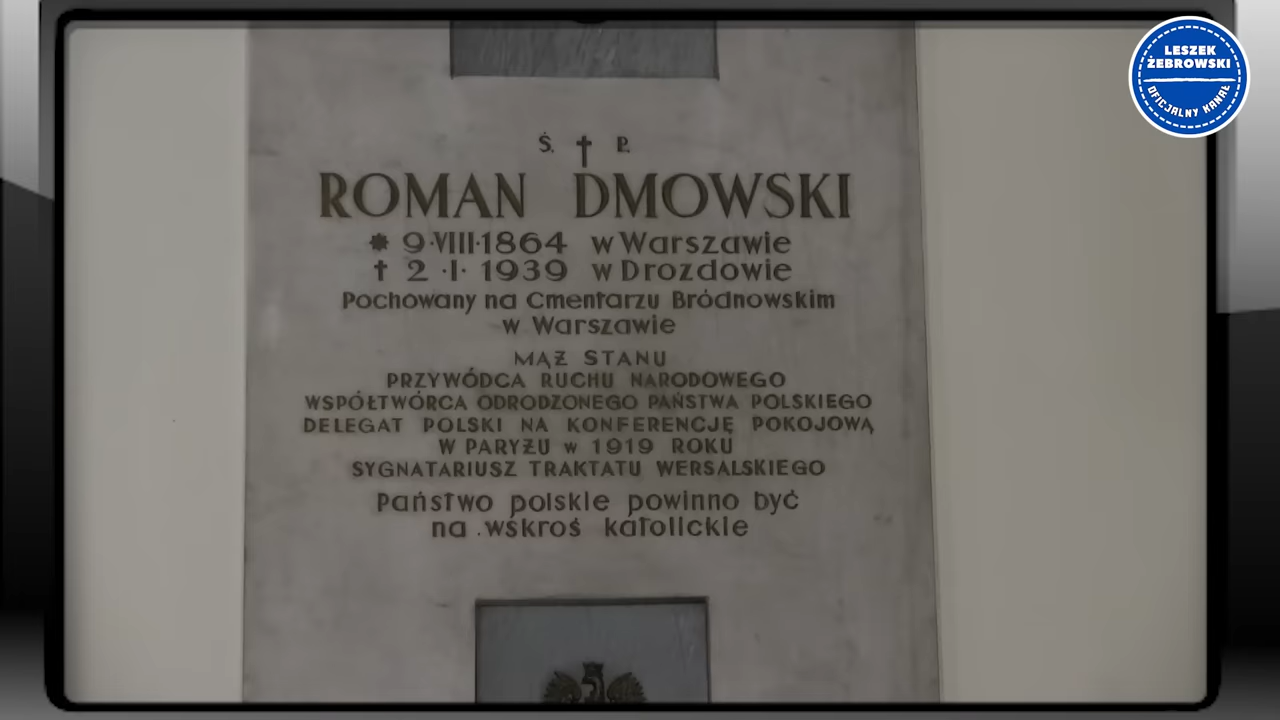 LESZEK
ŻEBROWSKI
OFICJALNY KANAŁ
Ś. † P.
ROMAN DMOWSKI
* 9·VIII·1864 w Warszawie
† 2·I·1939 w Drozdowie
Pochowany na Cmentarzu Bródnowskim
w Warszawie
MĄŻ STANU
PRZYWÓDCA RUCHU NARODOWEGO
WSPÓŁTWÓRCA ODRODZONEGO PAŃSTWA POLSKIEGO
DELEGAT POLSKI NA KONFERENCJĘ POKOJOWĄ
W PARYŻU w 1919 ROKU
SYGNATARIUSZ TRAKTATU WERSALSKIEGO
Państwo polskie powinno być
na wskroś katolickie